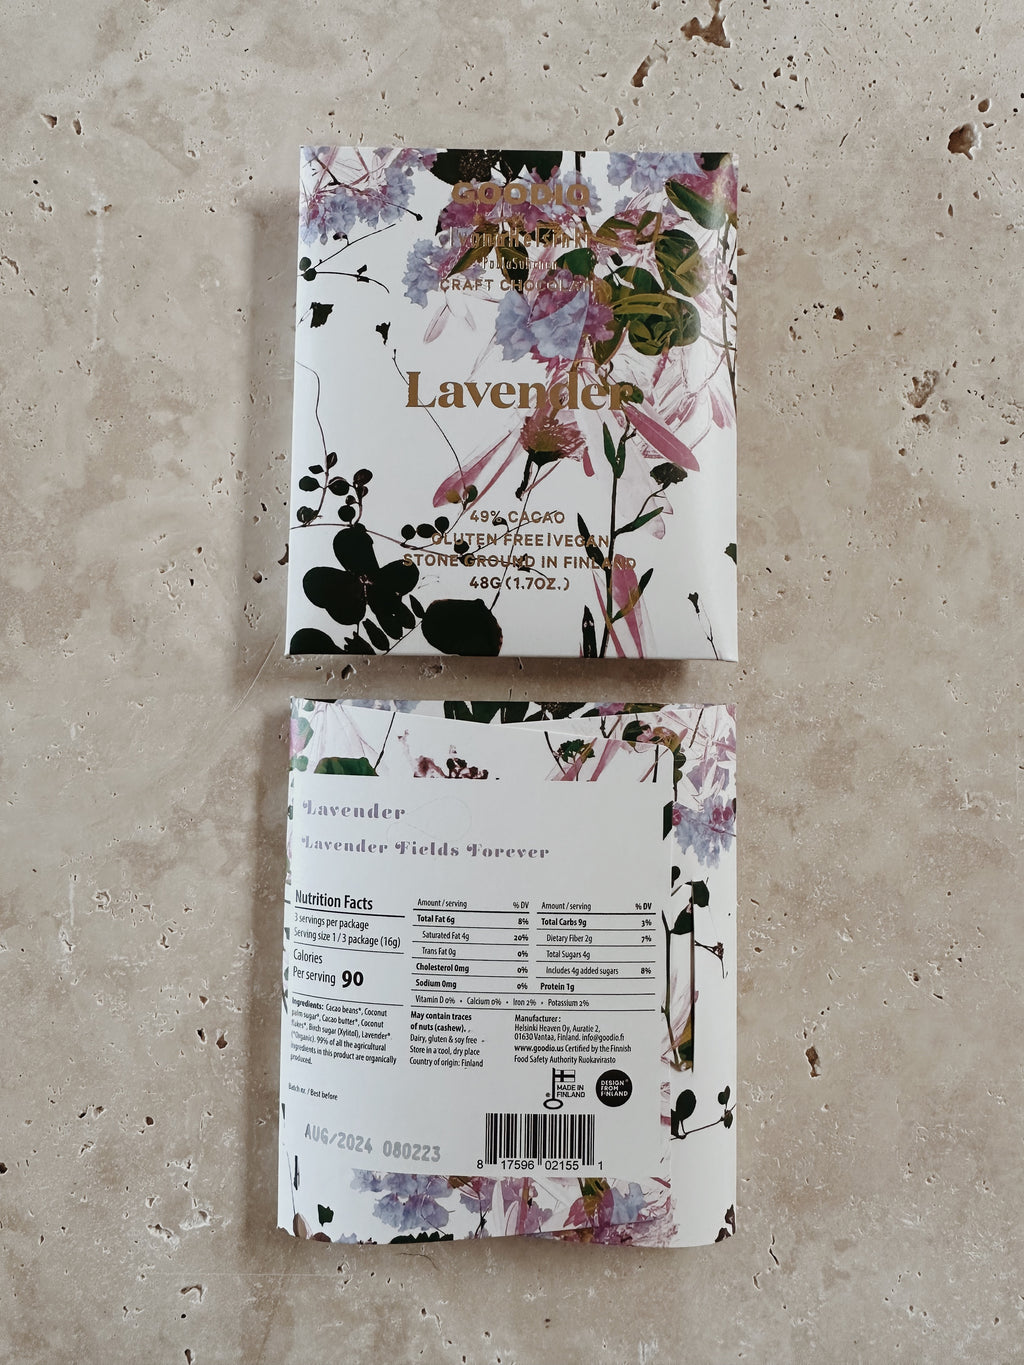 GOODIO
IvanaHelsinki
CRAFT CHOCOLATE
Lavender
49% CACAO
GLUTEN FREE | VEGAN
STONE GROUND IN FINLAND
48G (1.7OZ.)
Lavender
Lavender Fields Forever
Nutrition Facts
3 servings per package
Serving size 1 / 3 package (16g)
Calories
Per serving 90
Amount / serving % DV
Total Fat 6g 8%
Saturated Fat 4g 20%
Trans Fat 0g 0%
Cholesterol 0mg 0%
Sodium 0mg 0%
Amount / serving % DV
Total Carbs 9g 3%
Dietary Fiber 2g 7%
Total Sugars 4g
Includes 4g added sugars 8%
Protein 1g
Vitamin D 0% • Calcium 0% • Iron 2% • Potassium 2%
Ingredients: Cacao beans*, Coconut
palm sugar*, Cacao butter*, Coconut
flakes*, Birch sugar (Xylitol), Lavender*
(*Organic). 99% of all the agricultural
ingredients in this product are organically
produced.
May contain traces
of nuts (cashew).
Dairy, gluten & soy free
Store in a cool, dry place
Country of origin: Finland
Manufacturer:
Helsinki Heaven Oy, Auratie 2,
01630 Vantaa, Finland. info@goodio.fi
www.goodio.us Certified by the Finnish
Food Safety Authority Ruokavirasto
MADE IN
FINLAND
DESIGN
FROM
FINLAND
Batch nr. / Best before
AUG/2024 080223
8 17596 02155 1